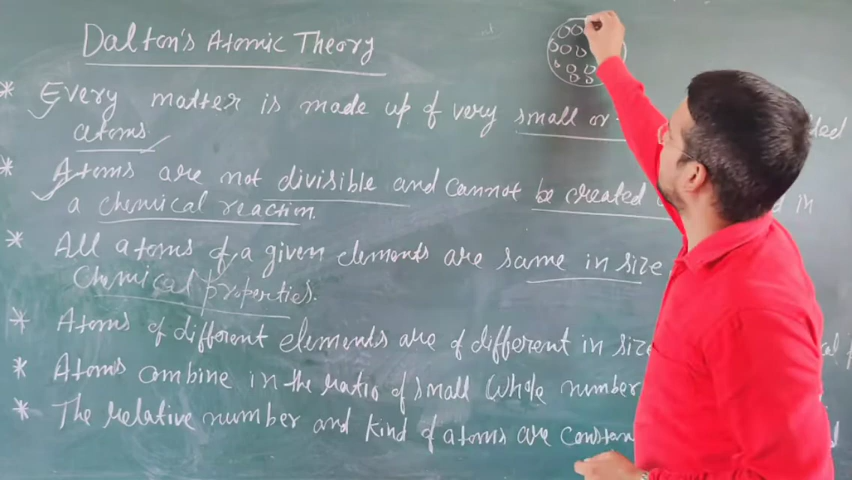 Dalton's Atomic Theory
* Every matter is made up of very small or
atoms.
* Atoms are not divisible and cannot be created in
a chemical reaction.
* All atoms of a given elements are same in size
Chemical properties.
* Atoms of different elements are of different in size
* Atoms combine in the ratio of small whole number
* The relative number and kind of atoms are constan